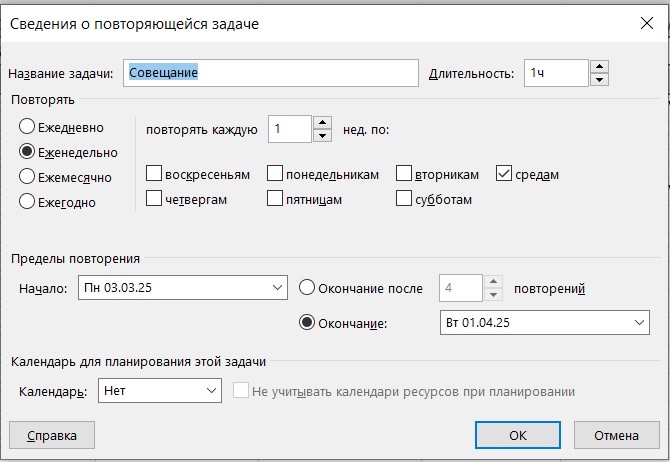 Сведения о повторяющейся задаче
Название задачи: Совещание Длительность: 1ч
Повторять
Ежедневно повторять каждую 1 нед. по:
Еженедельно
воскресеньям понедельникам вторникам средам
Ежемесячно
четвергам пятницам субботам
Ежегодно
Пределы повторения
Начало: Пн 03.03.25 Окончание после 4 повторений
Окончание: Вт 01.04.25
Календарь для планирования этой задачи
Календарь: Нет Не учитывать календари ресурсов при планировании
Справка ОК Отмена